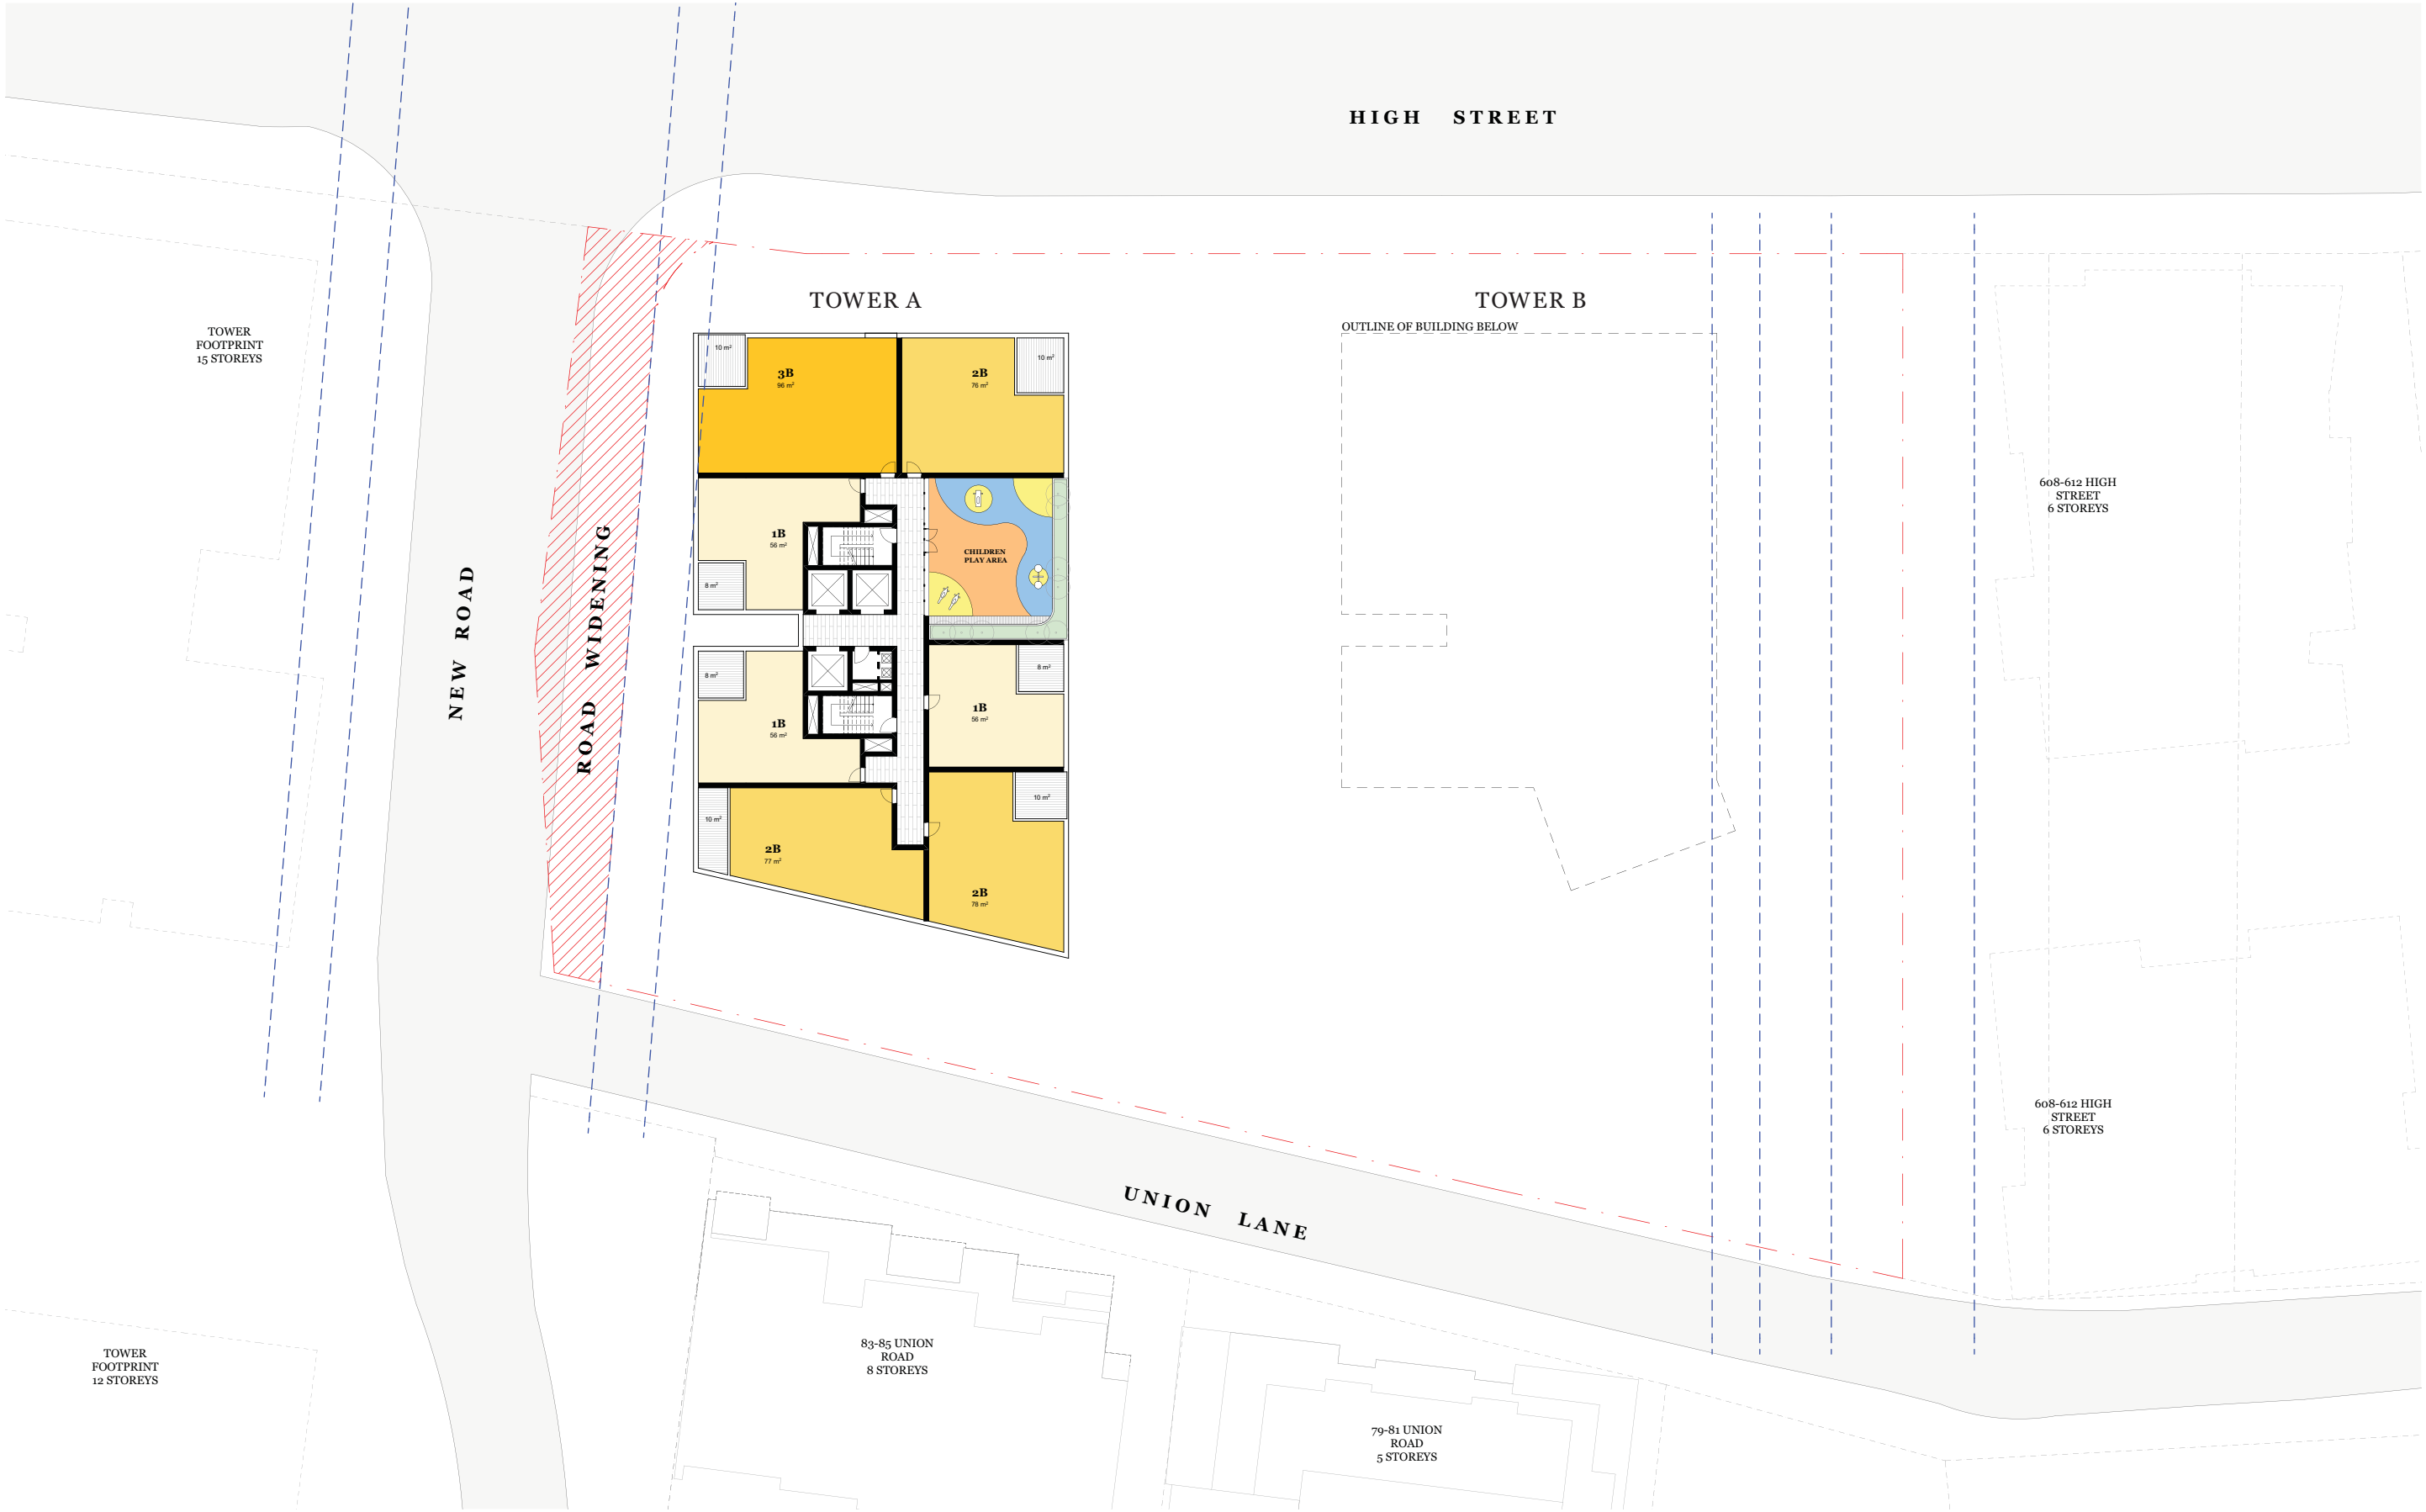 HIGH STREET
TOWER A
TOWER B
OUTLINE OF BUILDING BELOW
TOWER
FOOTPRINT
15 STOREYS
10 m²
3B
96 m²
2B
76 m²
10 m²
608-612 HIGH
STREET
6 STOREYS
1B
56 m²
8 m²
CHILDREN
PLAY AREA
NEW ROAD
ROAD WIDENING
8 m²
1B
56 m²
8 m²
1B
56 m²
10 m²
2B
77 m²
10 m²
2B
78 m²
608-612 HIGH
STREET
6 STOREYS
UNION LANE
TOWER
FOOTPRINT
12 STOREYS
83-85 UNION
ROAD
8 STOREYS
79-81 UNION
ROAD
5 STOREYS